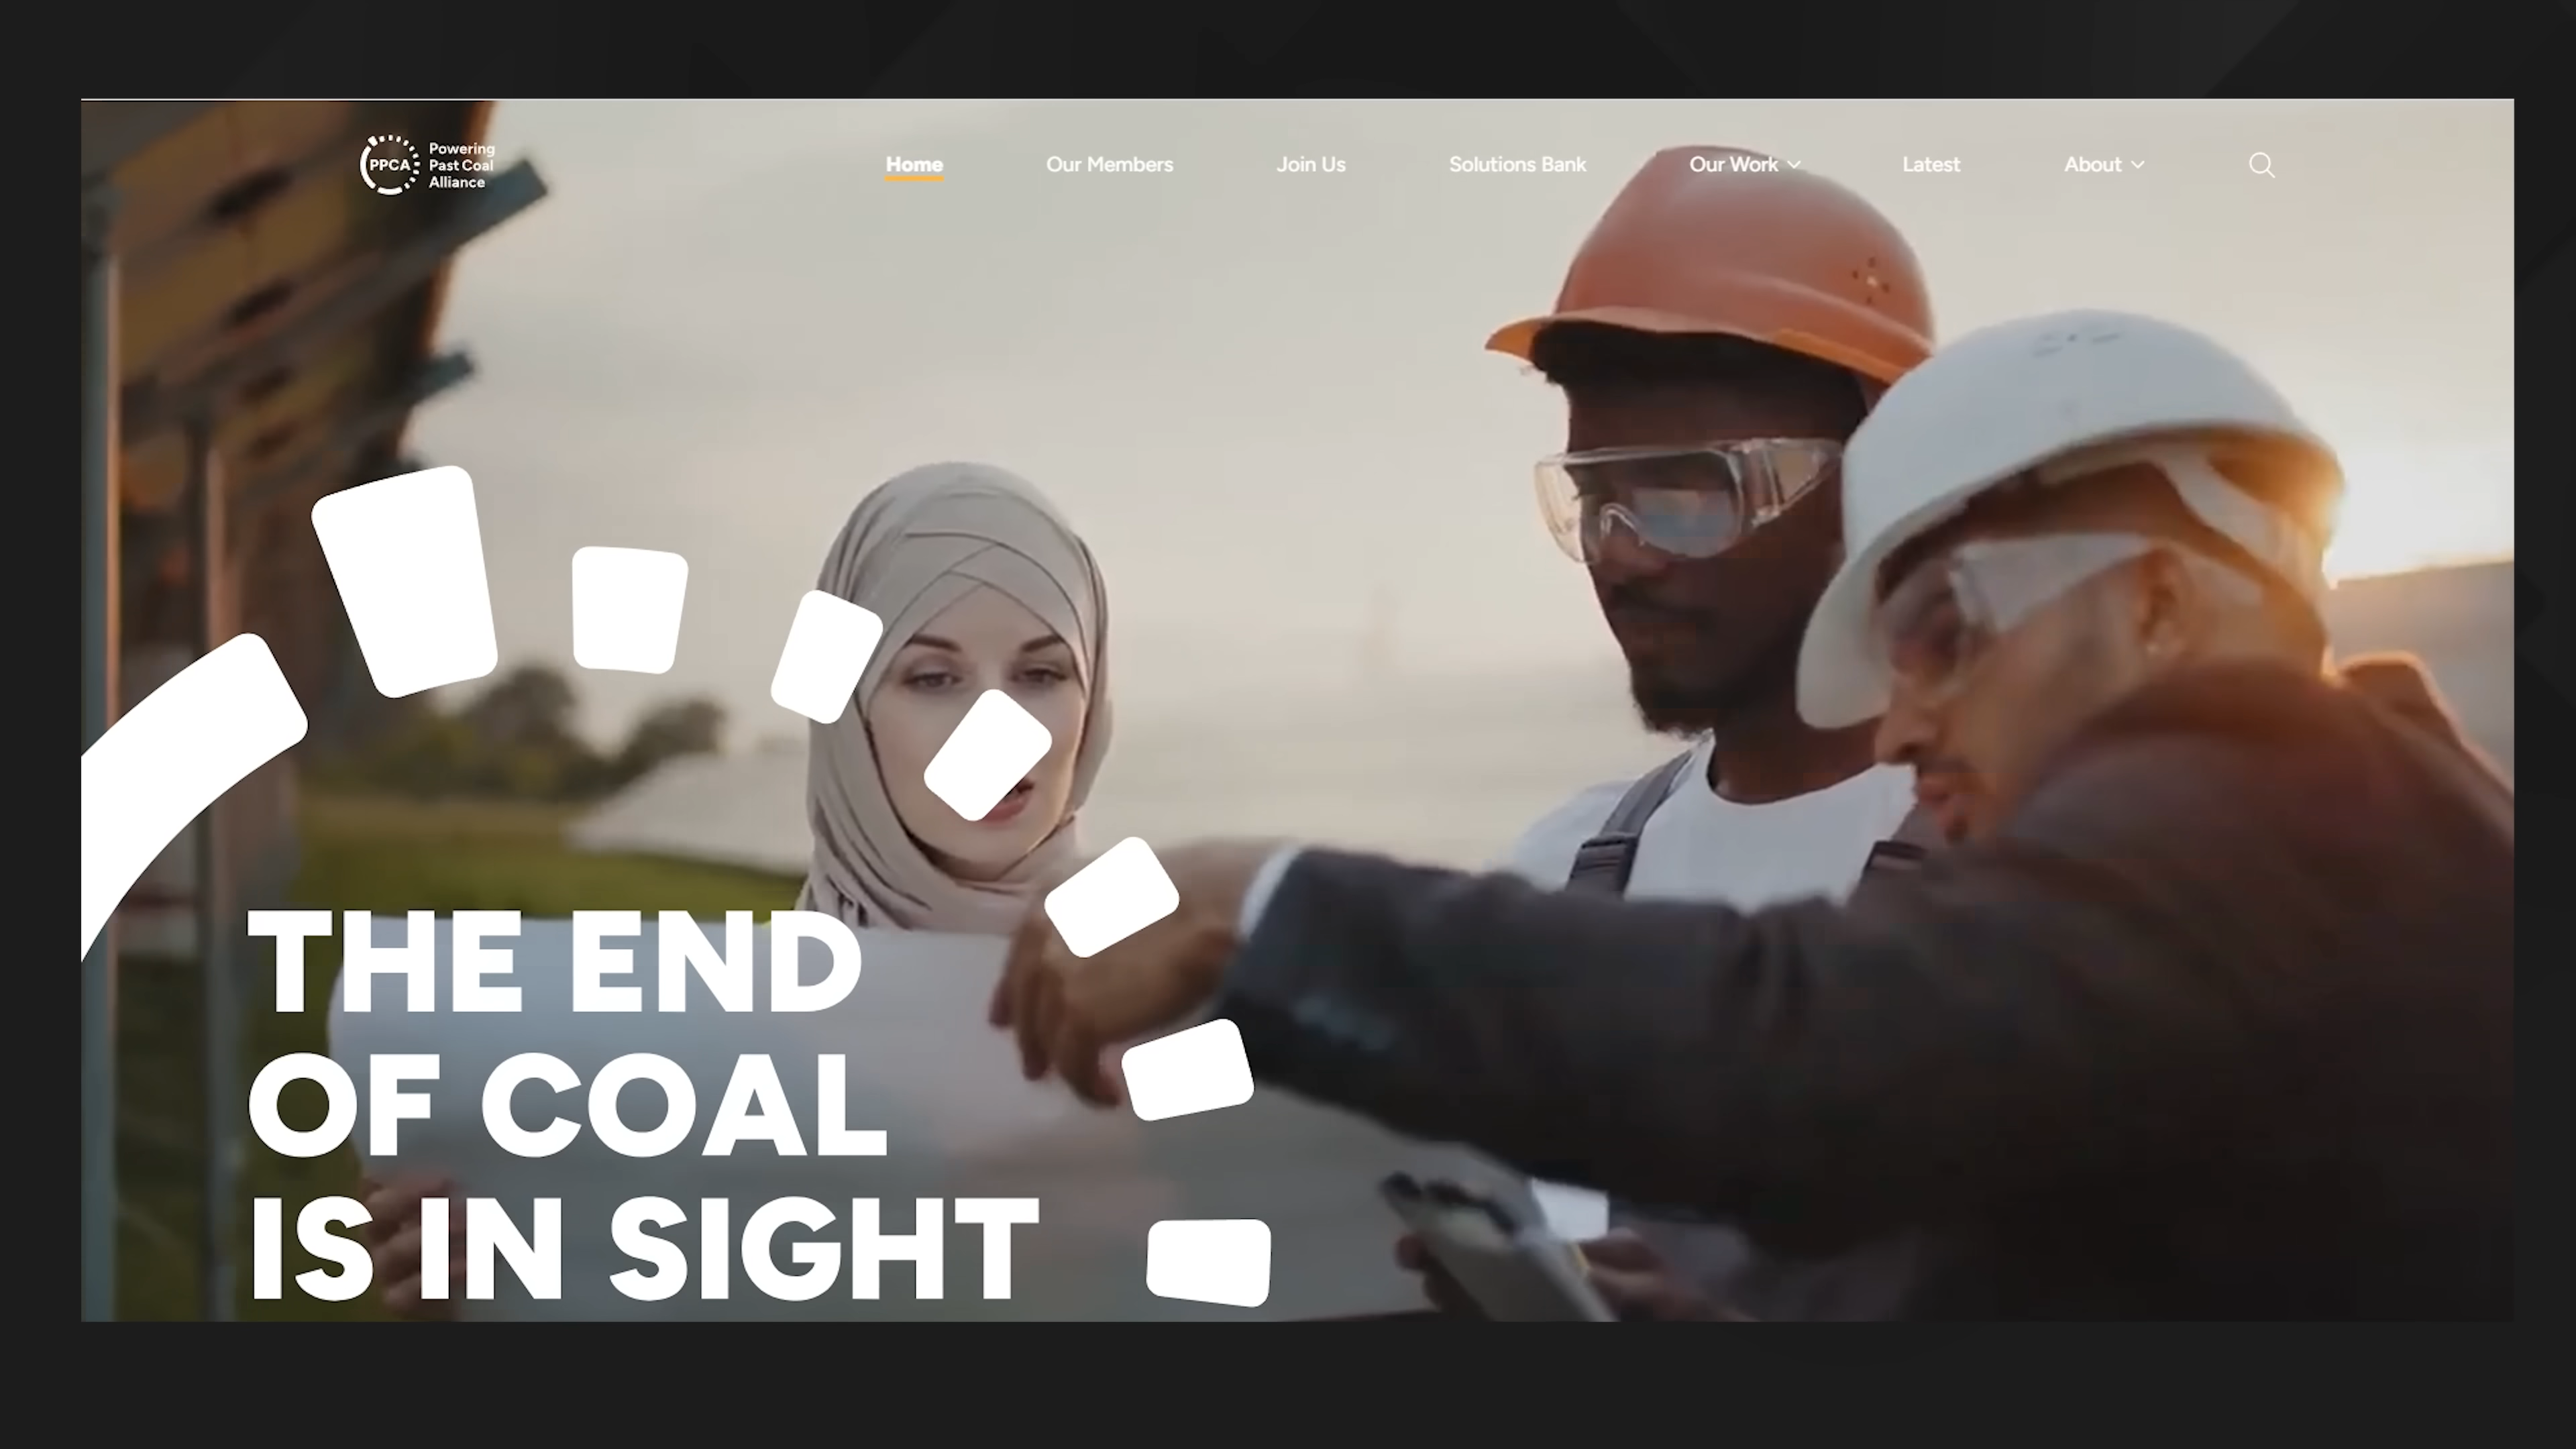 PPCA
Powering
Past Coal
Alliance
Home
Our Members
Join Us
Solutions Bank
Our Work
Latest
About
THE END
OF COAL
IS IN SIGHT